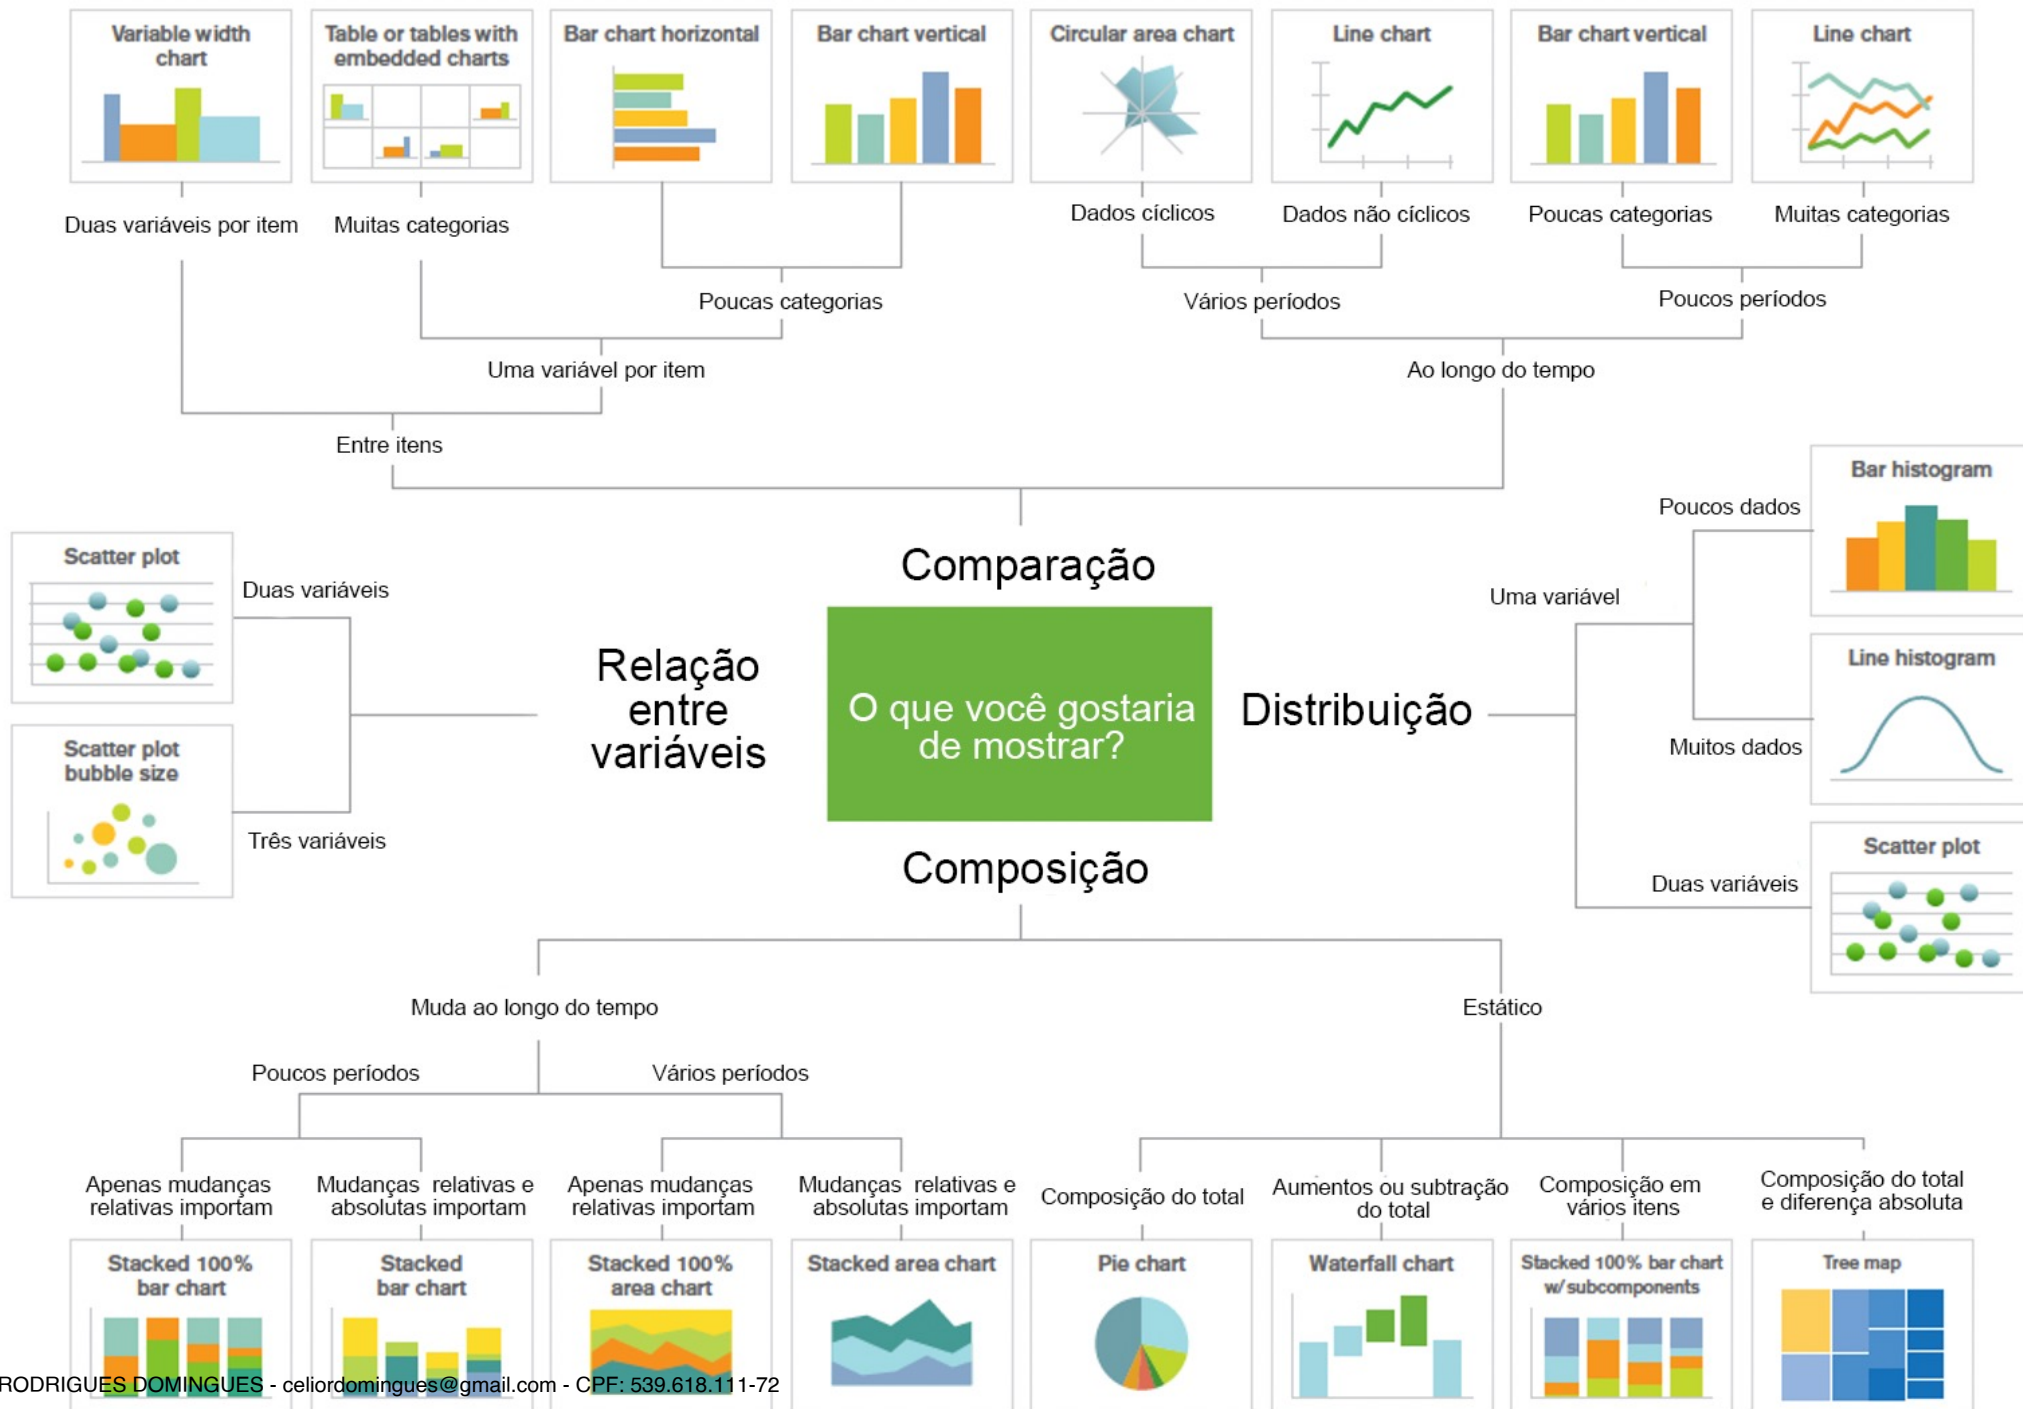 Variable width
chart
Table or tables with
embedded charts
Bar chart horizontal
Bar chart vertical
Circular area chart
Line chart
Bar chart vertical
Line chart
Duas variáveis por item
Muitas categorias
Dados cíclicos
Dados não cíclicos
Poucas categorias
Muitas categorias
Poucas categorias
Vários períodos
Poucos períodos
Uma variável por item
Ao longo do tempo
Entre itens
Comparação
Scatter plot
Duas variáveis
Scatter plot
bubble size
Três variáveis
Relação
entre
variáveis
O que você gostaria
de mostrar?
Distribuição
Uma variável
Poucos dados
Bar histogram
Line histogram
Muitos dados
Scatter plot
Duas variáveis
Composição
Muda ao longo do tempo
Estático
Poucos períodos
Vários períodos
Apenas mudanças
relativas importam
Mudanças relativas e
absolutas importam
Apenas mudanças
relativas importam
Mudanças relativas e
absolutas importam
Composição do total
Aumentos ou subtração
do total
Composição em
vários itens
Composição do total
e diferença absoluta
Stacked 100%
bar chart
Stacked
bar chart
Stacked 100%
area chart
Stacked area chart
Pie chart
Waterfall chart
Stacked 100% bar chart
w/subcomponents
Tree map
RODRIGUES DOMINGUES - celiordomingues@gmail.com - CPF: 539.618.111-72